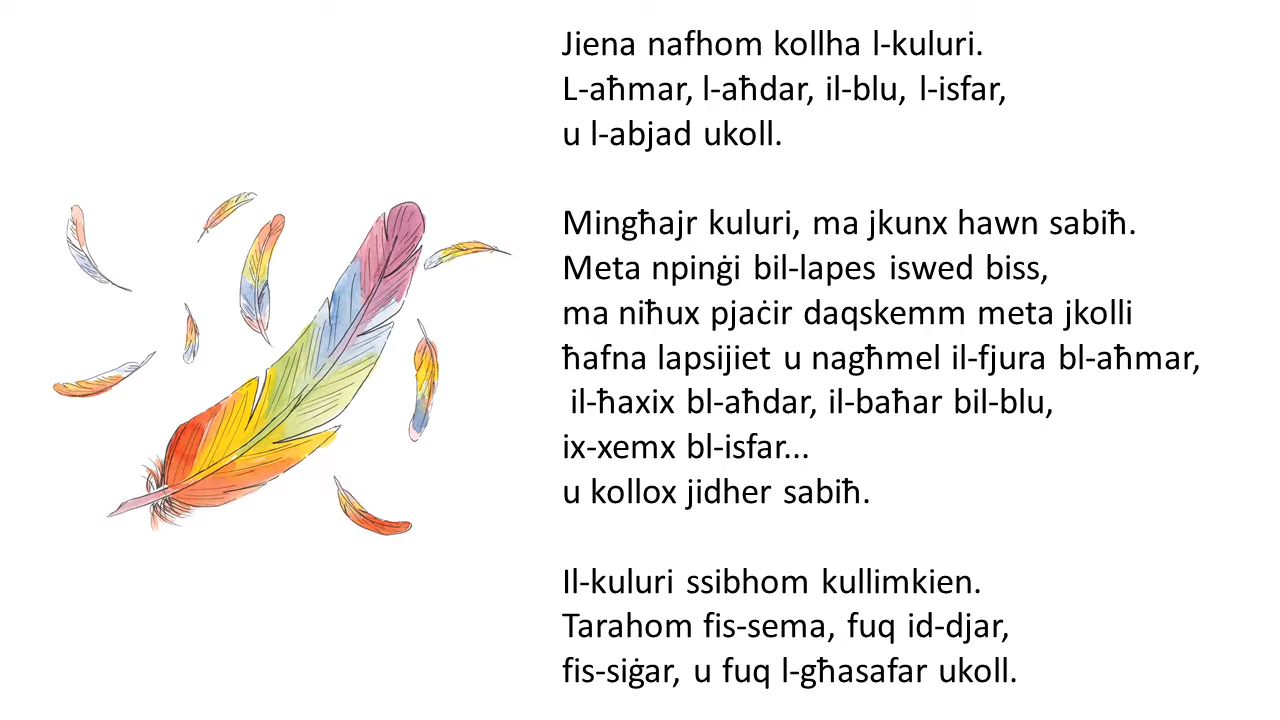 Jiena nafhom kollha l-kuluri.
L-aħmar, l-aħdar, il-blu, l-isfar,
u l-abjad ukoll.
Mingħajr kuluri, ma jkunx hawn sabiħ.
Meta npinġi bil-lapes iswed biss,
ma niħux pjaċir daqskemm meta jkolli
ħafna lapsijiet u nagħmel il-fjura bl-aħmar,
il-ħaxix bl-aħdar, il-baħar bil-blu,
ix-xemx bl-isfar...
u kollox jidher sabiħ.
Il-kuluri ssibhom kullimkien.
Tarahom fis-sema, fuq id-djar,
fis-siġar, u fuq l-għasafar ukoll.